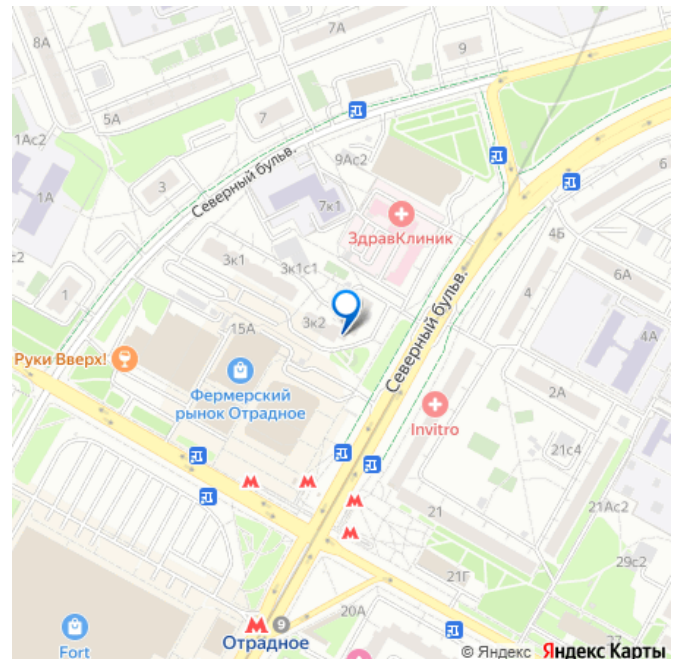 7А
9
8А
5А
7
1Ас2
9Ас2
6
1А
3
Северный бульв.
7к1
ЗдравКлиник
4Б
с2
3к1
3к1с1
6А
1
4
3к2
15А
Северный бульв.
4А
Руки Вверх!
Фермерский
рынок Отрадное
2А
Invitro
21с4
21
21Ас2
29с2
21Г
20А
9
Отрадное
27
Fort
© Яндекс Яндекс Карты